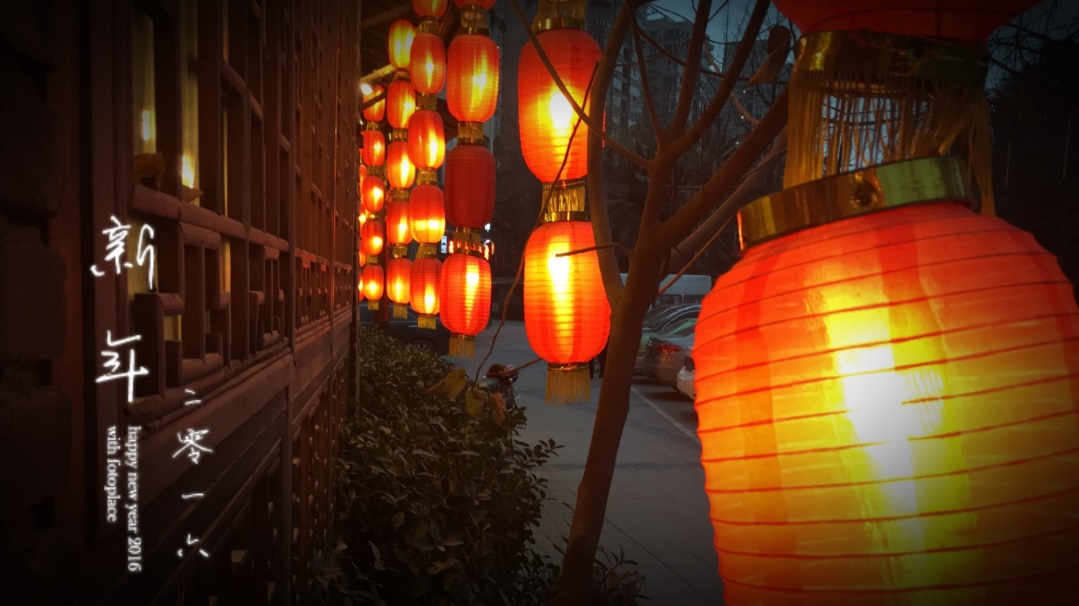 新年
二零一六
happy new year 2016
with fotoplace